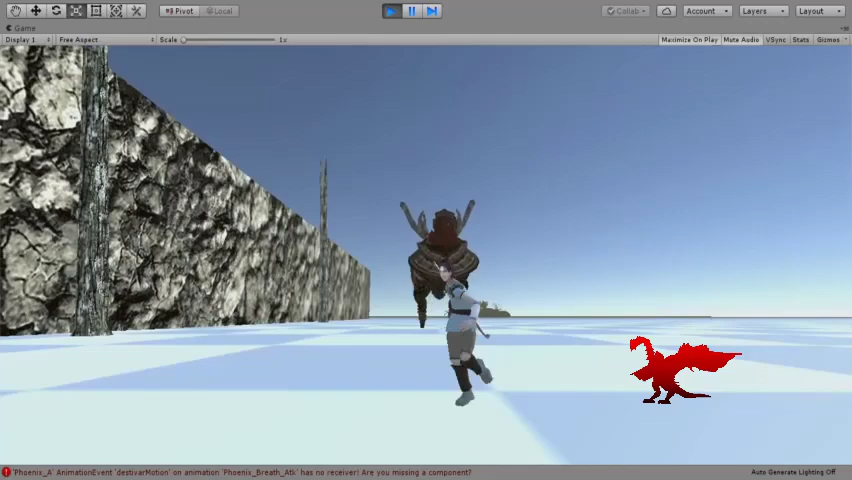 Pivot Local Collab Account Layers Layout
Game
Display 1 Free Aspect Scale 1x Maximize On Play Mute Audio VSync Stats Gizmos
'Phoenix_A' AnimationEvent 'destivarMotion' on animation 'Phoenix_Breath_Atk' has no receiver! Are you missing a component? Auto Generate Lighting Off